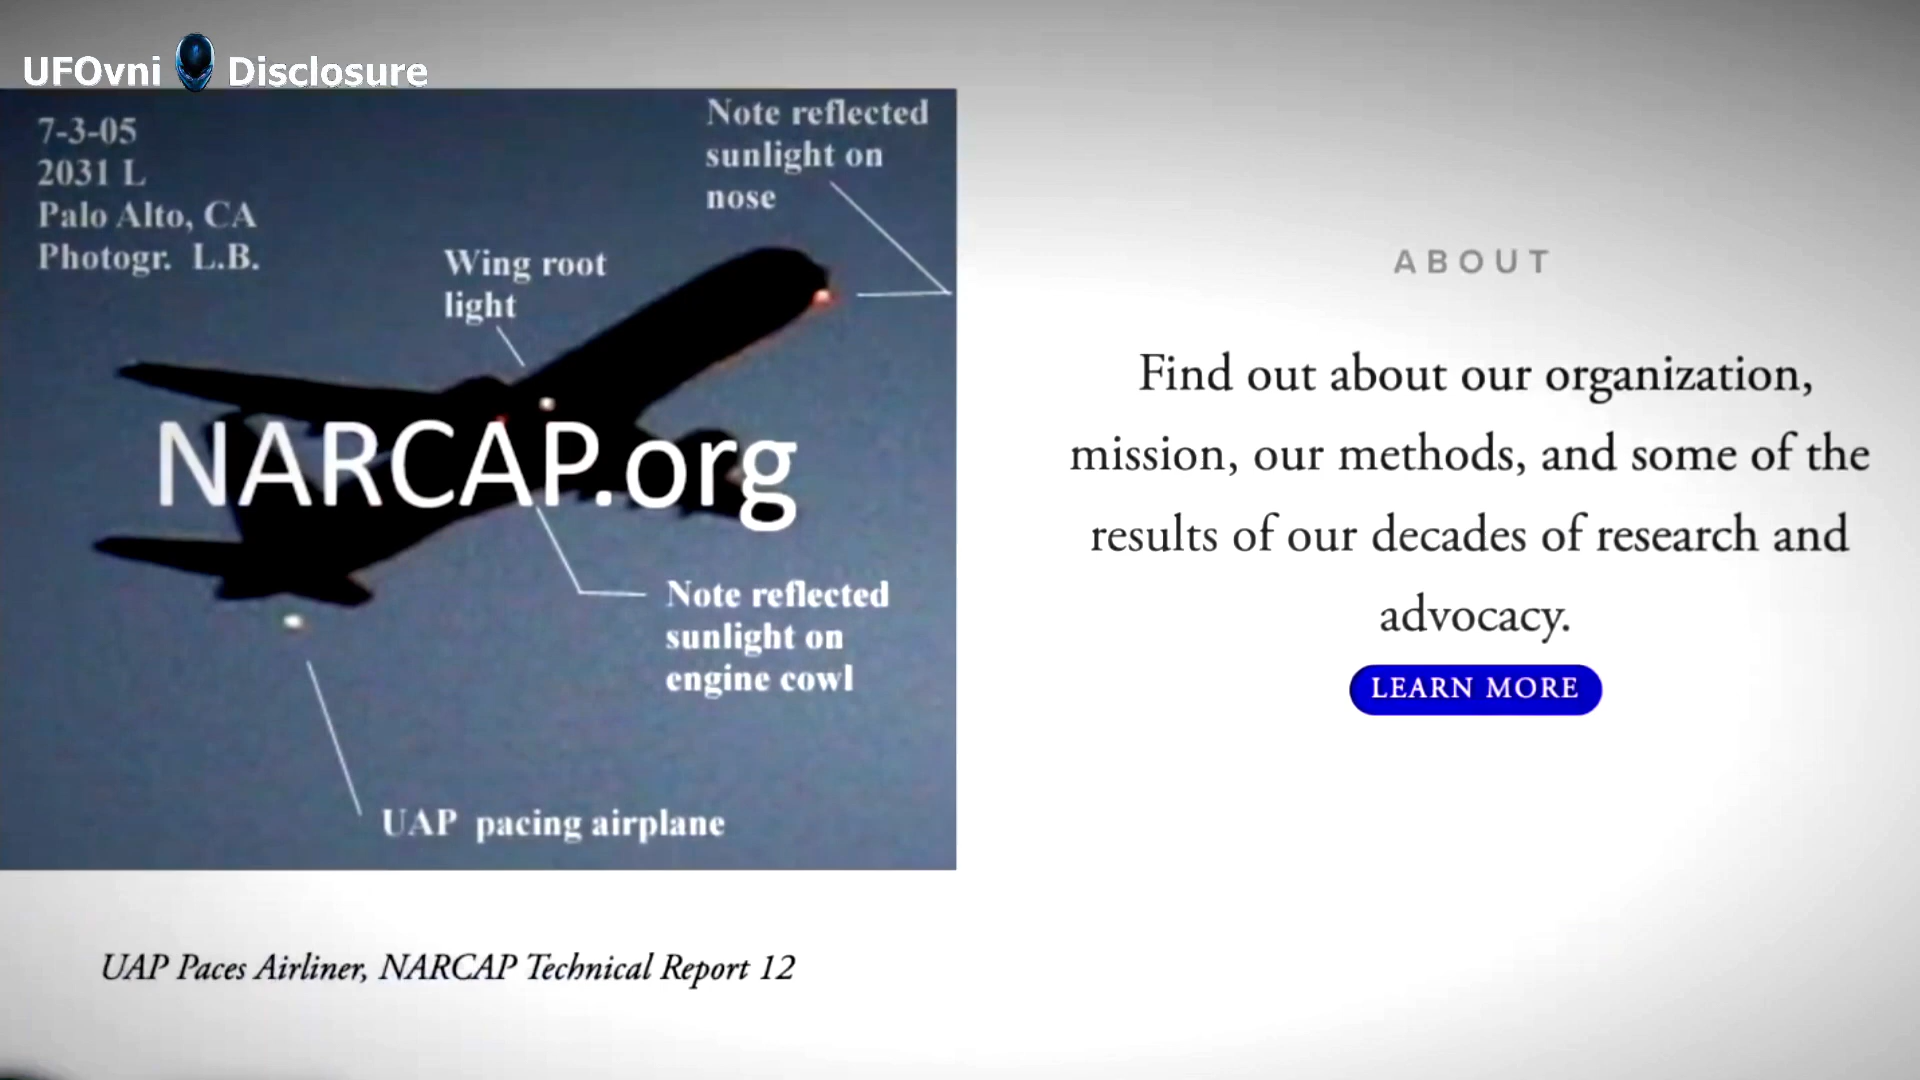 UFOvni Disclosure
7-3-05
2031 L
Palo Alto, CA
Photogr. L.B.
Note reflected
sunlight on
nose
Wing root
light
NARCAP.org
Note reflected
sunlight on
engine cowl
UAP pacing airplane
UAP Paces Airliner, NARCAP Technical Report 12
ABOUT
Find out about our organization,
mission, our methods, and some of the
results of our decades of research and
advocacy.
LEARN MORE